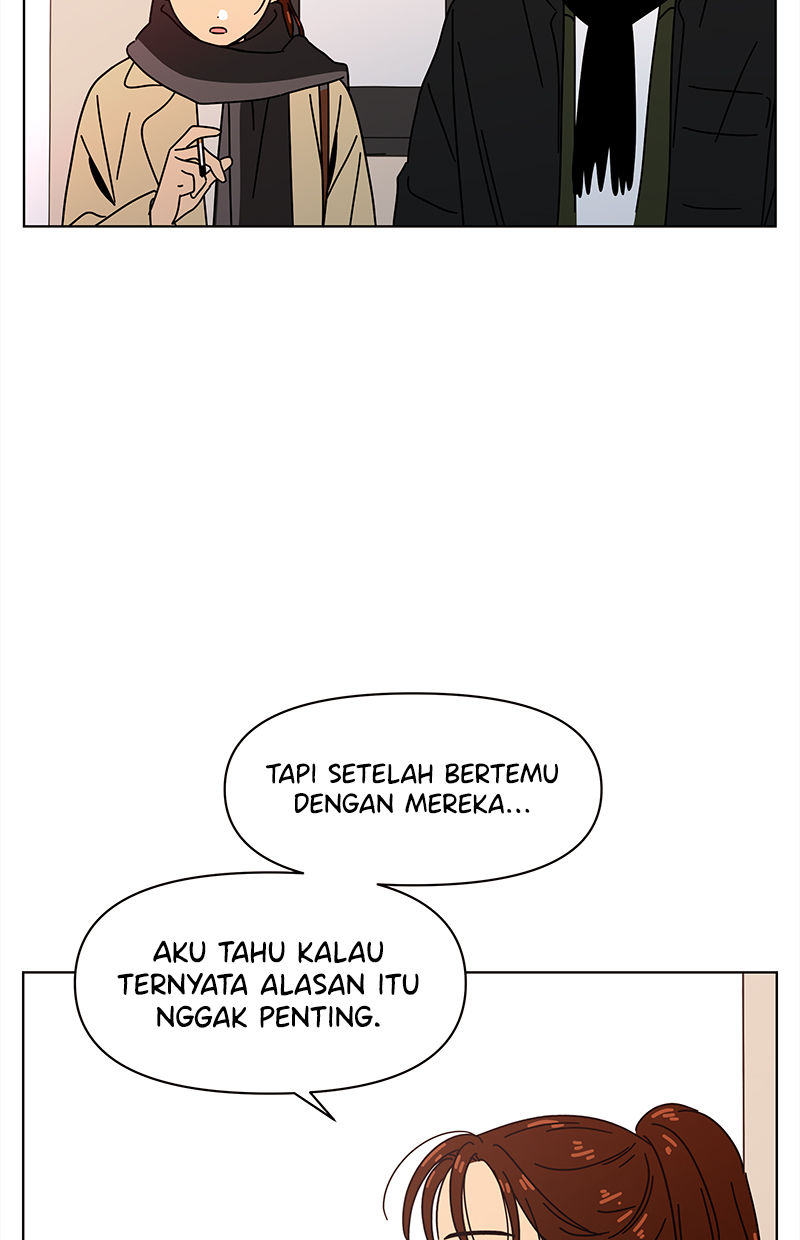 TAPI SETELAH BERTEMU
DENGAN MEREKA...
AKU TAHU KALAU
TERNYATA ALASAN ITU
NGGAK PENTING.